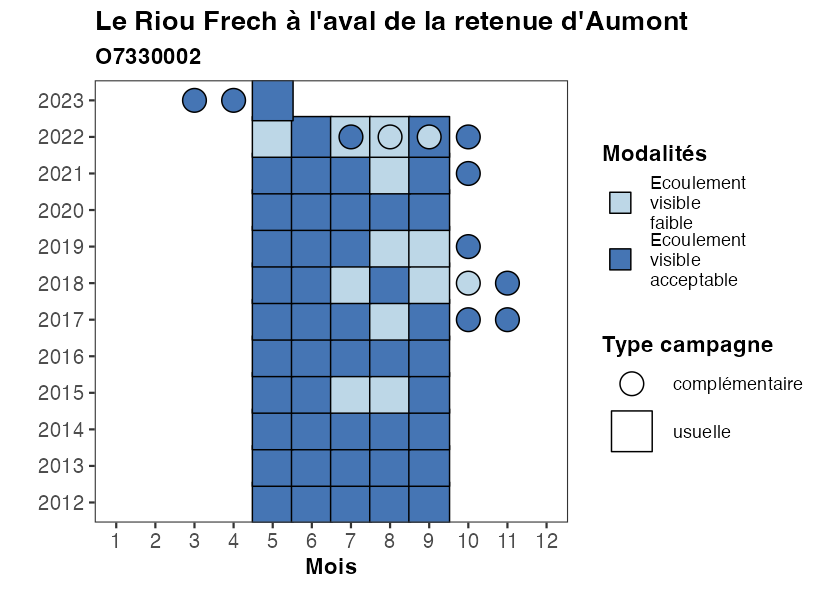 Le Riou Frech à l'aval de la retenue d'Aumont
O7330002
2023
2022
2021
2020
2019
2018
2017
2016
2015
2014
2013
2012
1 2 3 4 5 6 7 8 9 10 11 12
Mois
Modalités
Ecoulement
visible
faible
Ecoulement
visible
acceptable
Type campagne
complémentaire
usuelle